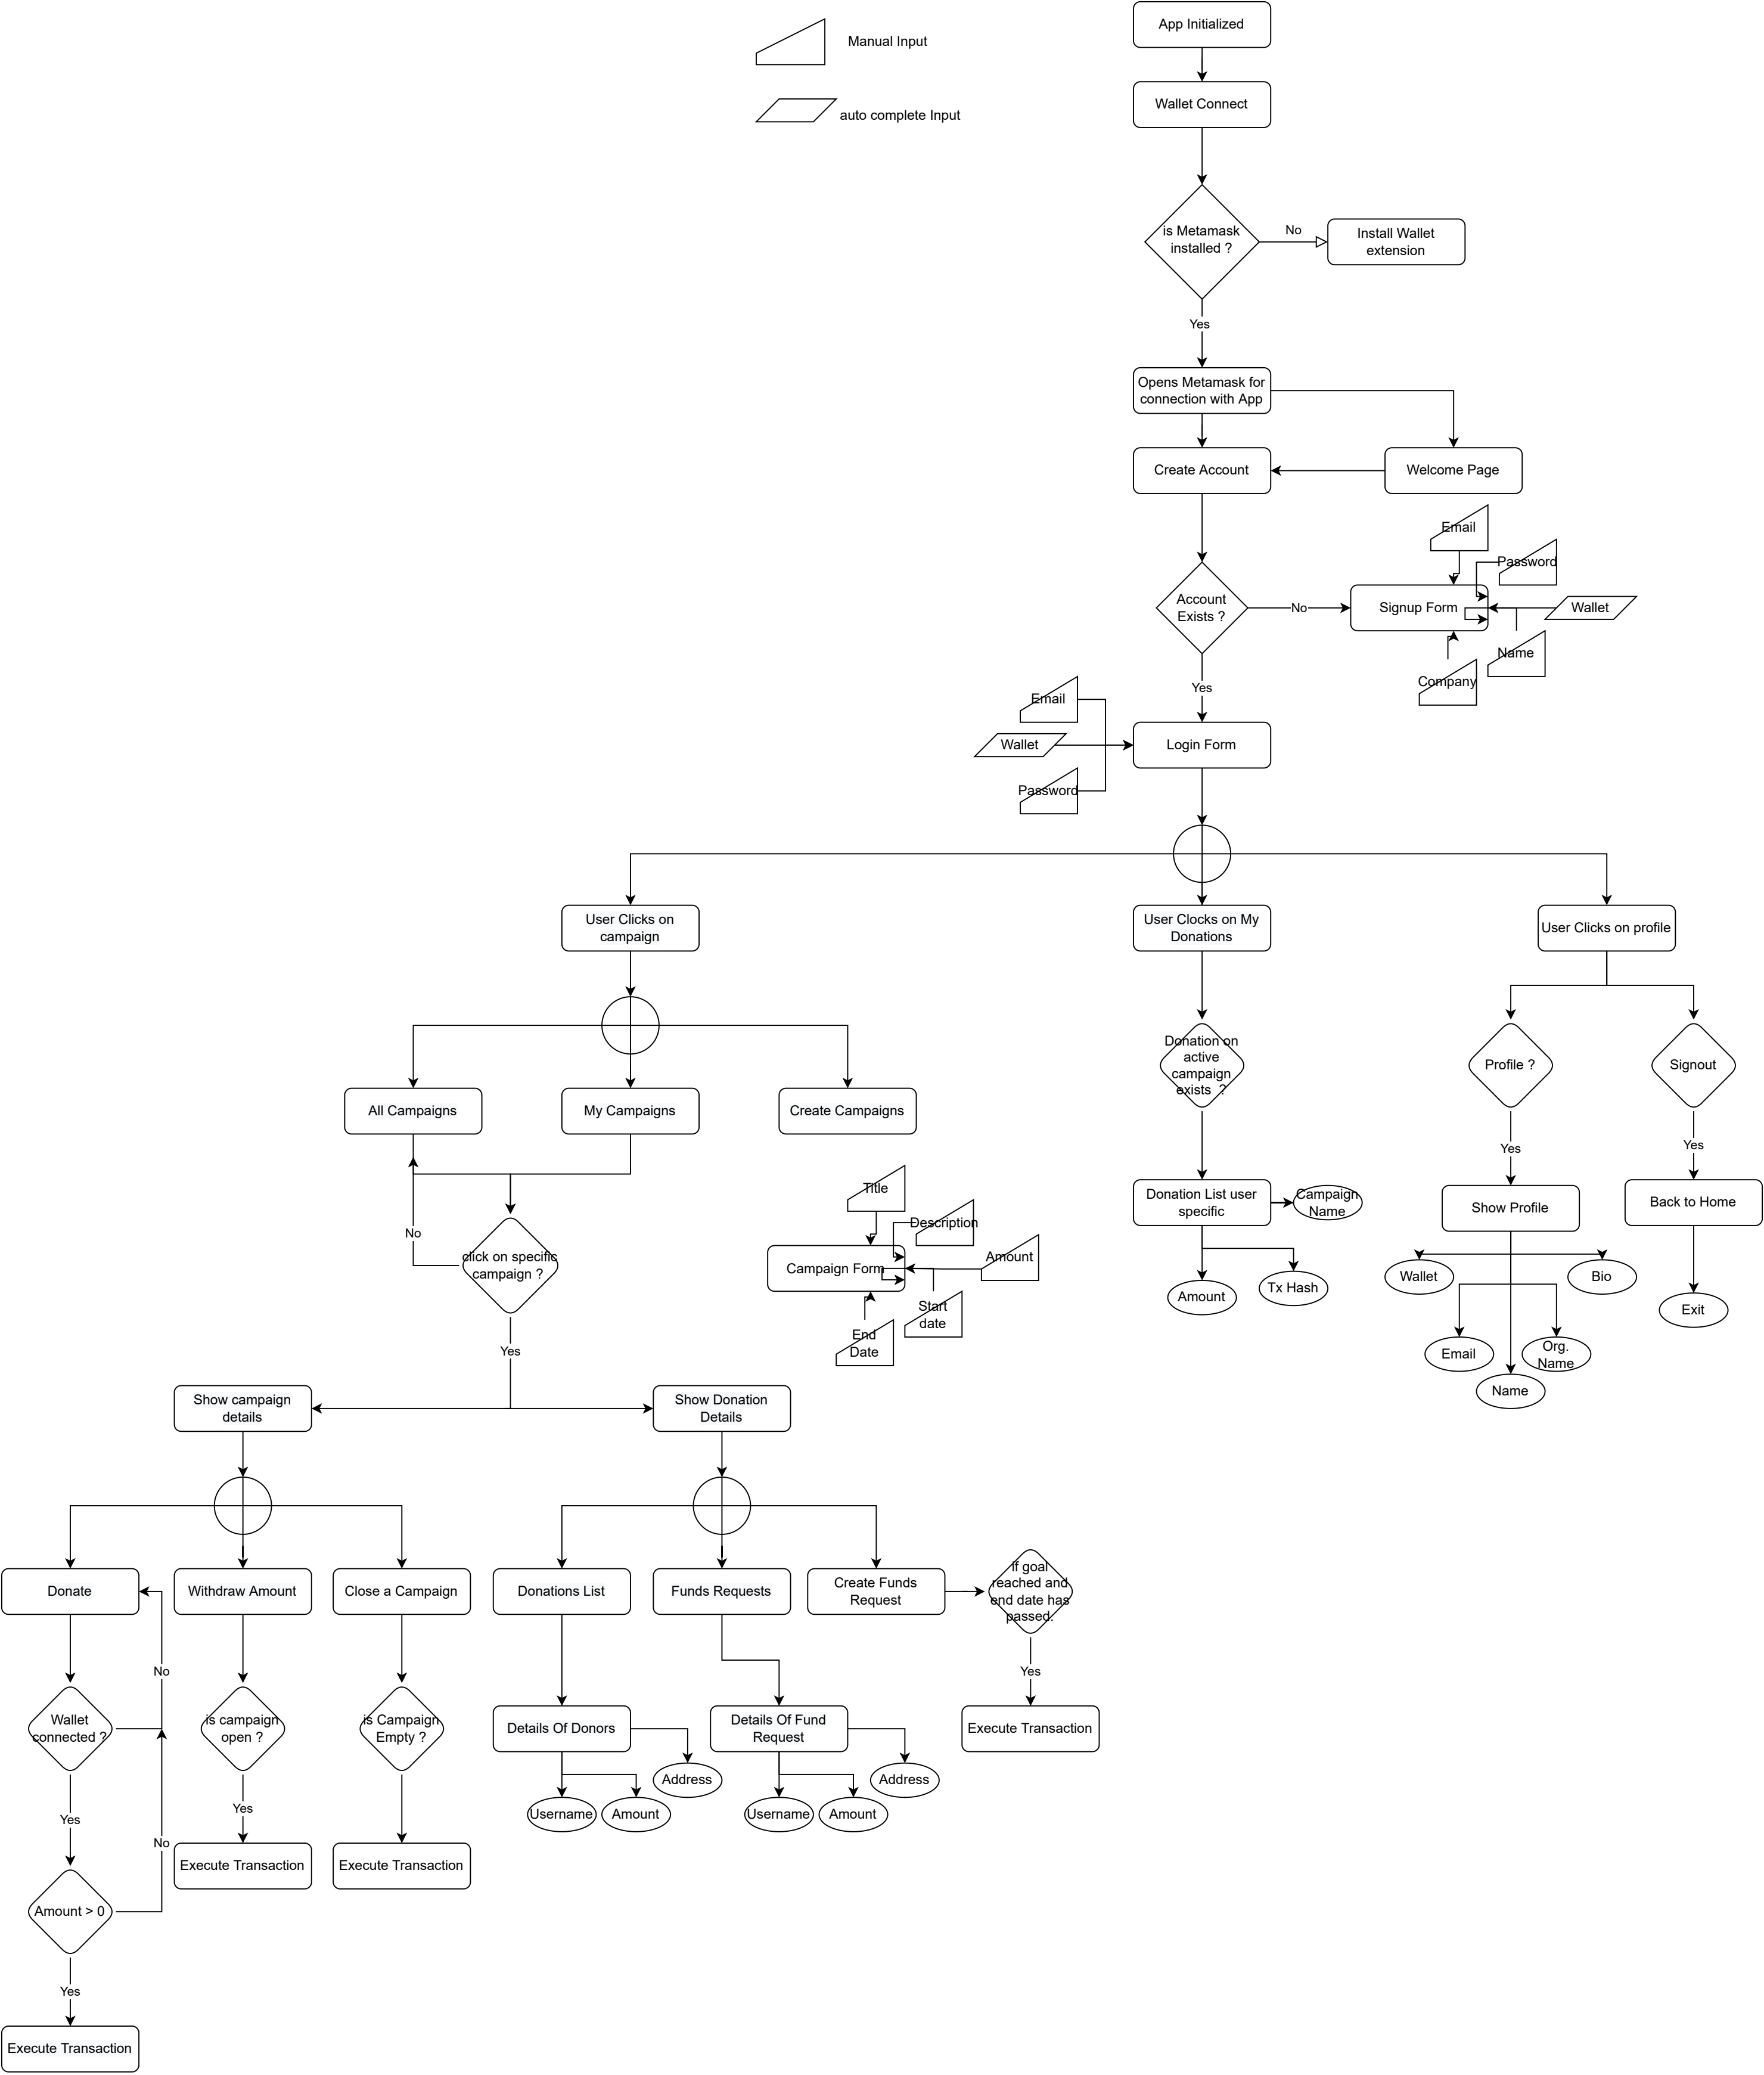 App Initialized
Manual Input
Wallet Connect
auto complete Input
is Metamask
installed ?
No
Install Wallet
extension
Yes
Opens Metamask for
connection with App
Create Account
Welcome Page
Email
Password
Account
Exists ?
No
Signup Form
Wallet
Name
Company
Yes
Email
Wallet
Login Form
Password
User Clicks on
campaign
User Clocks on My
Donations
User Clicks on profile
Donation on
active
campaign
exists ?
Profile ?
Signout
All Campaigns
My Campaigns
Create Campaigns
Yes
Yes
Title
Description
Donation List user
specific
Campaign
Name
Show Profile
Back to Home
No
click on specific
campaign ?
Campaign Form
Amount
Start
date
End
Date
Amount
Tx Hash
Wallet
Bio
Exit
Email
Org.
Name
Name
Yes
Show campaign
details
Show Donation
Details
Donate
Withdraw Amount
Close a Campaign
Donations List
Funds Requests
Create Funds
Request
if goal
reached and
end date has
passed.
No
Yes
Wallet
connected ?
is campaign
open ?
is Campaign
Empty ?
Details Of Donors
Details Of Fund
Request
Execute Transaction
Address
Address
Username
Amount
Username
Amount
Yes
Yes
No
Execute Transaction
Execute Transaction
Amount > 0
Yes
Execute Transaction